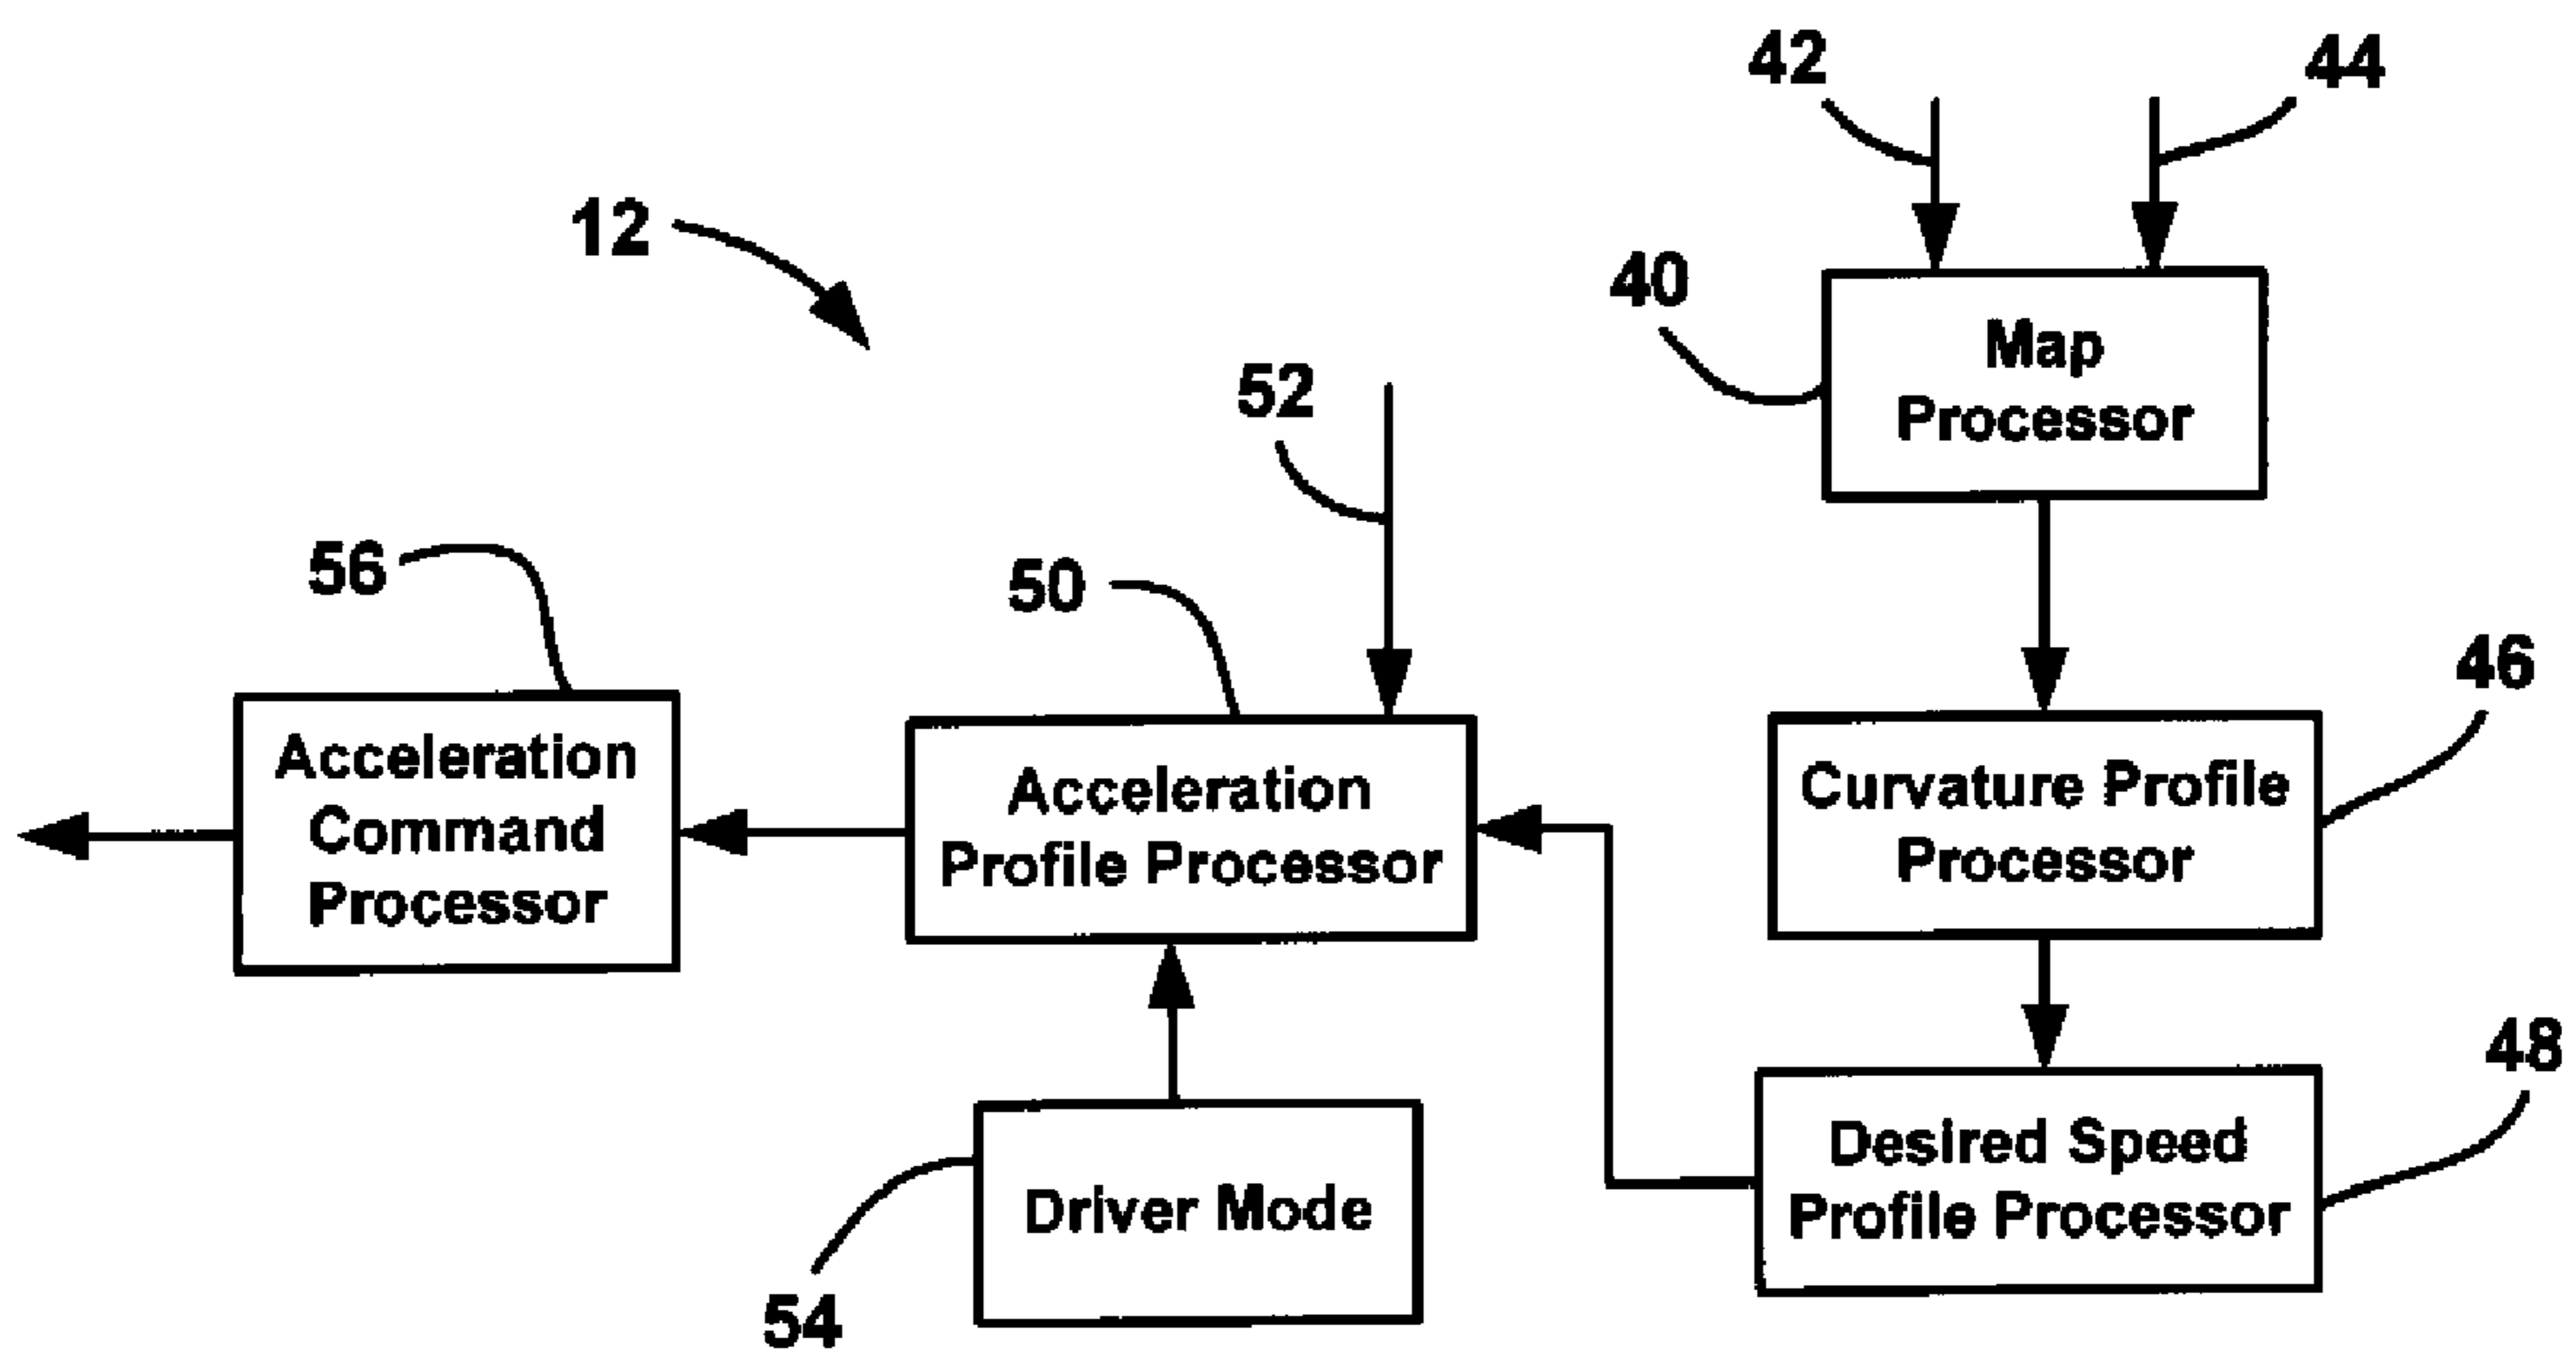 42
44
12
40
Map
Processor
52
56
50
46
Acceleration
Command
Processor
Acceleration
Profile Processor
Curvature Profile
Processor
48
Driver Mode
Desired Speed
Profile Processor
54